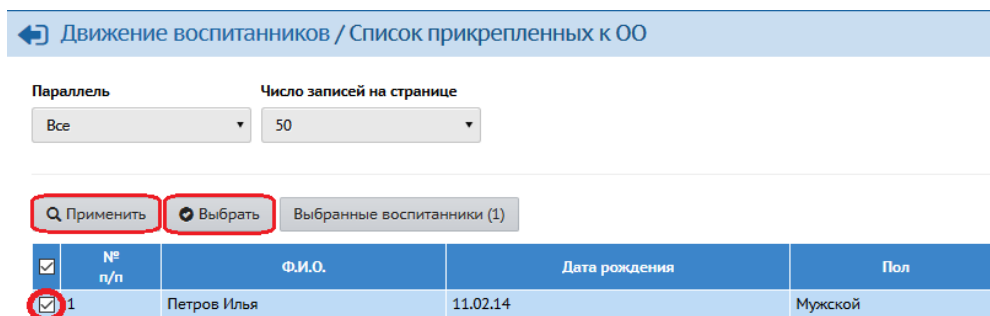 Движение воспитанников / Список прикрепленных к ОО
Параллель Число записей на странице
Все 50
Применить Выбрать Выбранные воспитанники (1)
№ п/п Ф.И.О. Дата рождения Пол
1 Петров Илья 11.02.14 Мужской